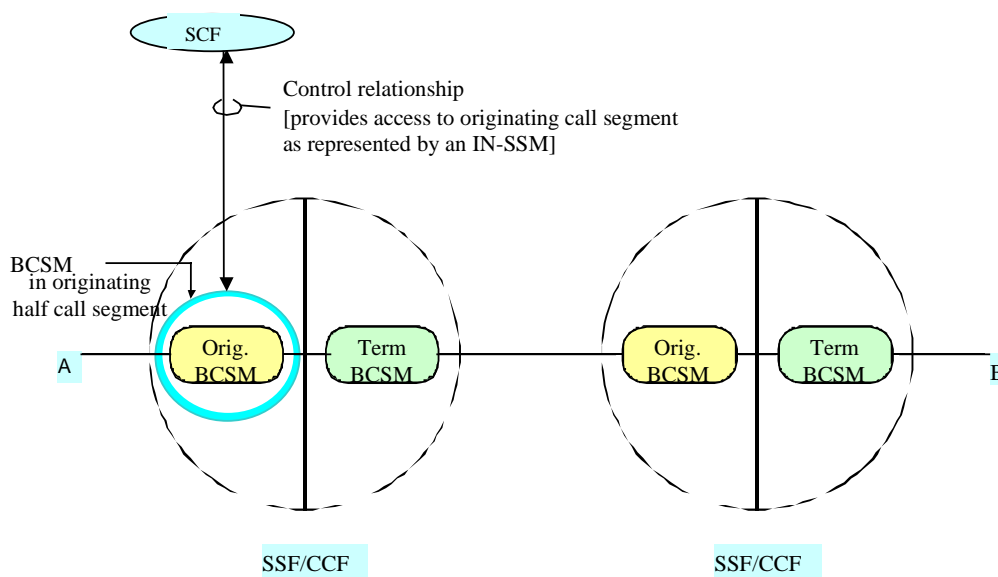 SCF
Control relationship
[provides access to originating call segment
as represented by an IN-SSM]
BCSM
in originating
half call segment
A
Orig.
BCSM
Term
BCSM
Orig.
BCSM
Term
BCSM
B
SSF/CCF
SSF/CCF